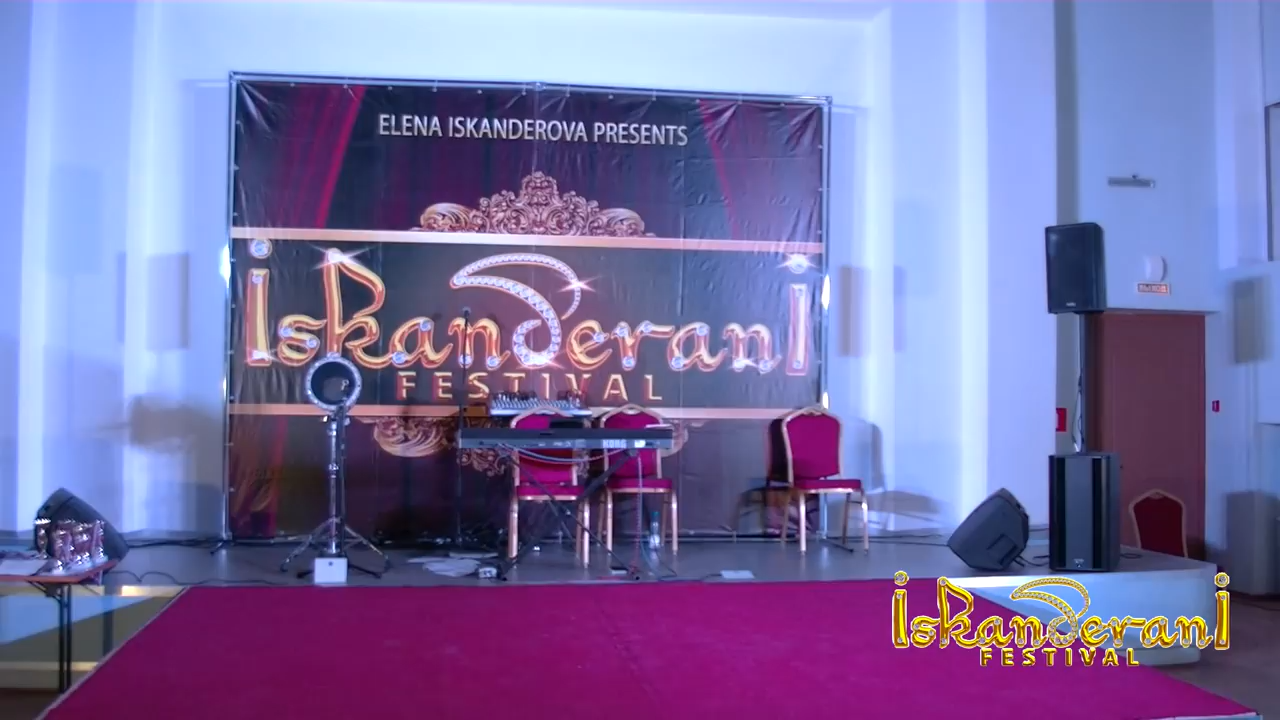 ELENA ISKANDEROVA PRESENTS
iskanderani
FESTIVAL
KORG
iskanderani
FESTIVAL